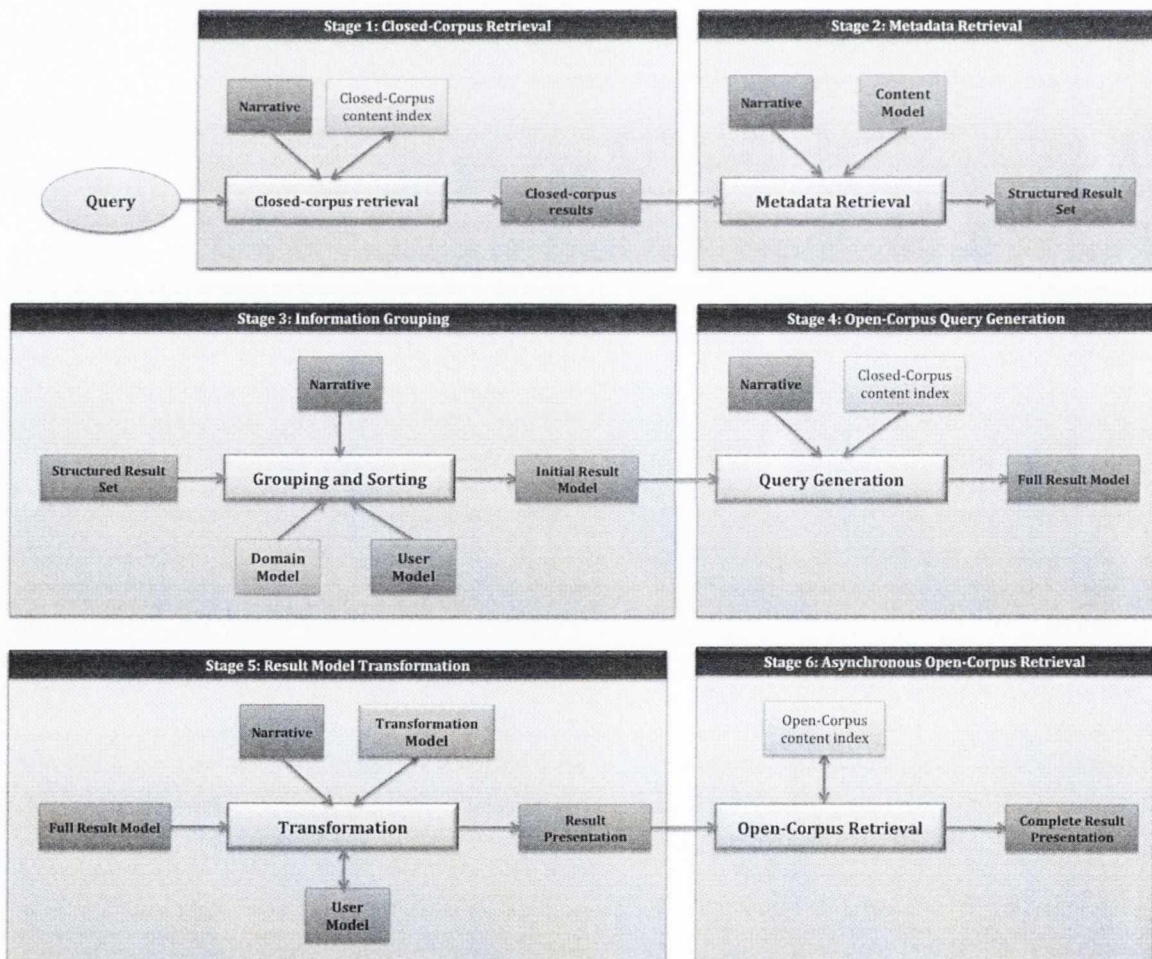 Stage 1: Closed-Corpus Retrieval
Narrative
Closed-Corpus
content index
Query
Closed-corpus retrieval
Closed-corpus
results
Stage 2: Metadata Retrieval
Narrative
Content
Model
Metadata Retrieval
Structured Result
Set
Stage 3: Information Grouping
Narrative
Structured Result
Set
Grouping and Sorting
Initial Result
Model
Domain
Model
User
Model
Stage 4: Open-Corpus Query Generation
Narrative
Closed-Corpus
content index
Query Generation
Full Result Model
Stage 5: Result Model Transformation
Narrative
Transformation
Model
Full Result Model
Transformation
Result
Presentation
User
Model
Stage 6: Asynchronous Open-Corpus Retrieval
Open-Corpus
content index
Open-Corpus Retrieval
Complete Result
Presentation